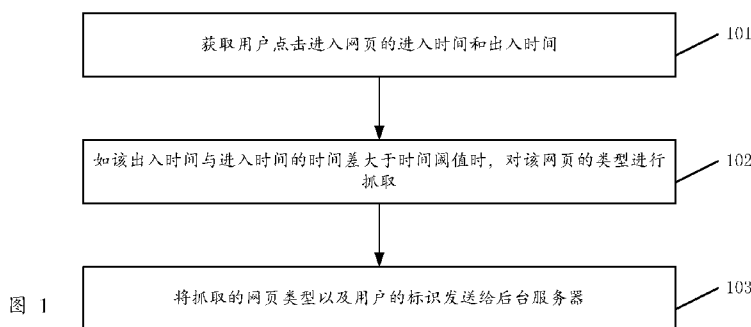 获取用户点击进入网页的进入时间和出入时间
101
如该出入时间与进入时间的时间差大于时间阈值时，对该网页的类型进行
抓取
102
将抓取的网页类型以及用户的标识发送给后台服务器
103
图 1